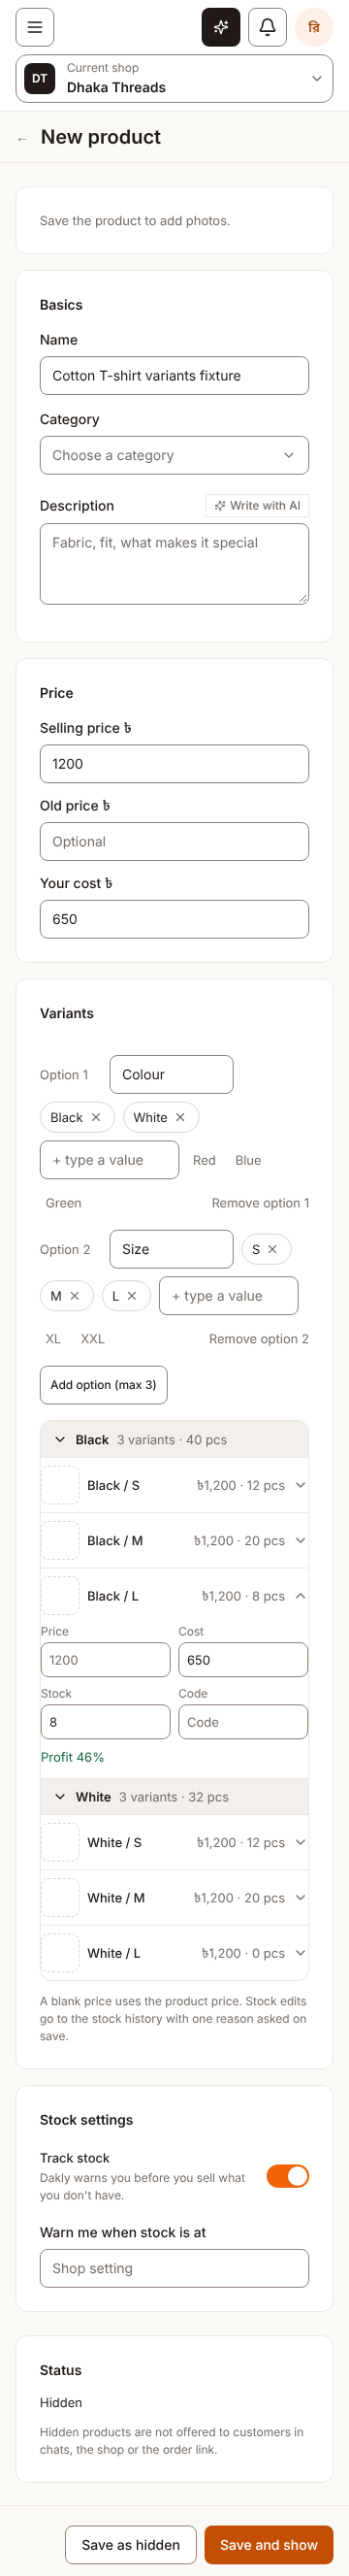 রি
DT
Current shop
Dhaka Threads
← New product
Save the product to add photos.
Basics
Name
Cotton T-shirt variants fixture
Category
Choose a category
Description
Write with AI
Fabric, fit, what makes it special
Price
Selling price ৳
1200
Old price ৳
Optional
Your cost ৳
650
Variants
Option 1 Colour
Black × White ×
+ type a value Red Blue
Green Remove option 1
Option 2 Size S ×
M × L × + type a value
XL XXL Remove option 2
Add option (max 3)
Black 3 variants · 40 pcs
Black / S ৳1,200 · 12 pcs
Black / M ৳1,200 · 20 pcs
Black / L ৳1,200 · 8 pcs
Price Cost
1200 650
Stock Code
8 Code
Profit 46%
White 3 variants · 32 pcs
White / S ৳1,200 · 12 pcs
White / M ৳1,200 · 20 pcs
White / L ৳1,200 · 0 pcs
A blank price uses the product price. Stock edits
go to the stock history with one reason asked on
save.
Stock settings
Track stock
Dakly warns you before you sell what
you don't have.
Warn me when stock is at
Shop setting
Status
Hidden
Hidden products are not offered to customers in
chats, the shop or the order link.
Save as hidden Save and show